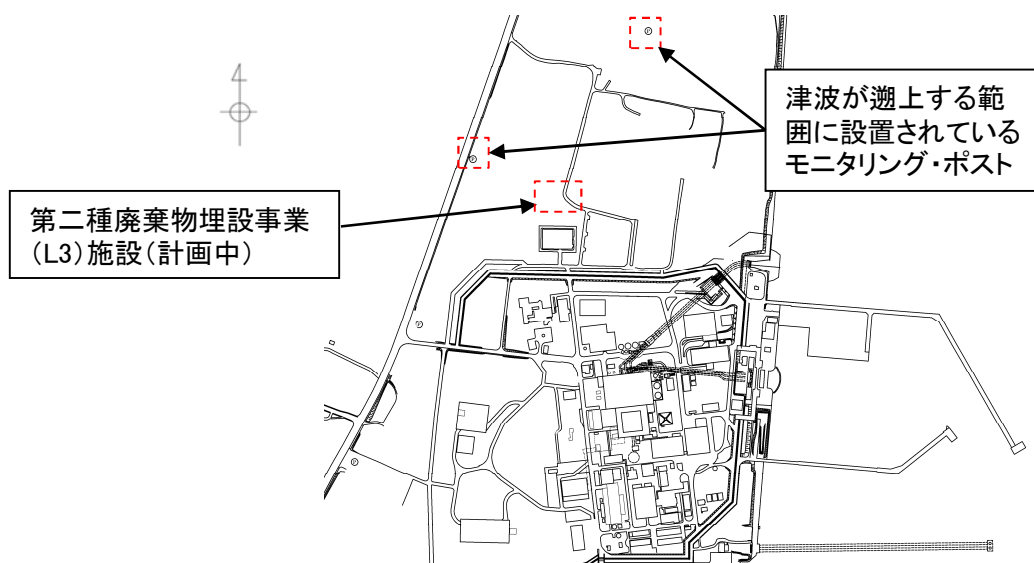 津波が遡上する範
囲に設置されている
モニタリング・ポスト
第二種廃棄物埋設事業
(L3)施設(計画中)